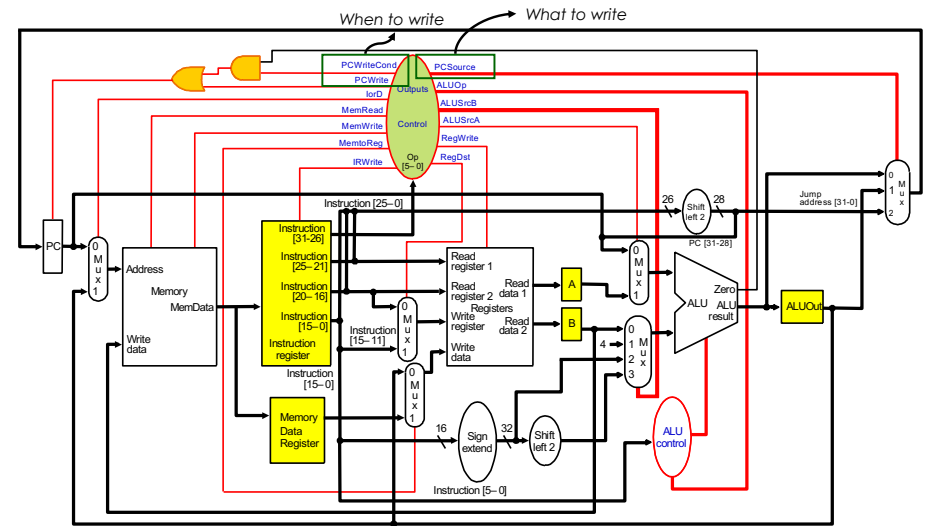 When to write
What to write
PCWriteCond
PCSource
PCWrite
ALUOp
Outputs
IorD
ALUSrcB
MemRead
Control
ALUSrcA
MemWrite
RegWrite
MemtoReg
Op
[5–0]
RegDst
IRWrite
Instruction [25–0]
26
Shift
left 2
28
Jump
address [31-0]
0
1
2
M
u
x
PC [31–28]
PC
0
M
u
x
1
Address
Memory
MemData
Write
data
Instruction
[31-26]
Instruction
[25–21]
Instruction
[20–16]
Instruction
[15–0]
Instruction
register
Instruction
[15–11]
Instruction
[15–0]
0
M
u
x
1
0
M
u
x
1
Read
register 1
Read
register 2
Registers
Write
register
Write
data
Read
data 1
Read
data 2
A
B
0
M
u
x
1
4
0
1
2
3
M
u
x
ALU
Zero
ALU
result
ALUOut
Memory
Data
Register
16
Sign
extend
32
Shift
left 2
ALU
control
Instruction [5–0]